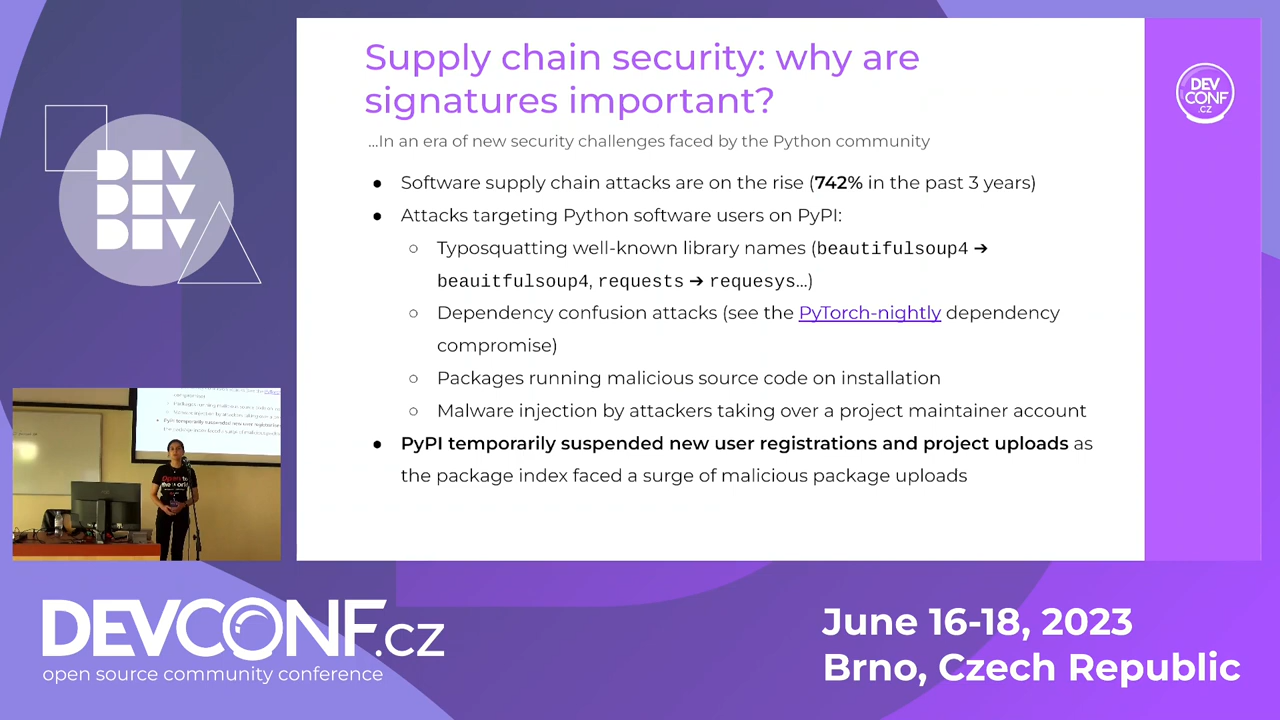 Supply chain security: why are
signatures important?
...In an era of new security challenges faced by the Python community
● Software supply chain attacks are on the rise (742% in the past 3 years)
● Attacks targeting Python software users on PyPI:
○ Typosquatting well-known library names (beautifulsoup4 ➔
beauitfulsoup4, requests ➔ requesys…)
○ Dependency confusion attacks (see the PyTorch-nightly dependency
compromise)
○ Packages running malicious source code on installation
○ Malware injection by attackers taking over a project maintainer account
● PyPI temporarily suspended new user registrations and project uploads as
the package index faced a surge of malicious package uploads
DEV
CONF
.CZ
DEV
DEV
DEV
DEVCONF.cz
open source community conference
June 16-18, 2023
Brno, Czech Republic